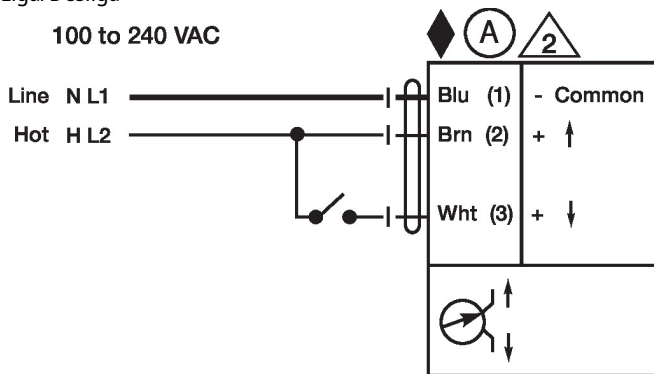 100 to 240 VAC
A
2
Line N L1
Blu (1) - Common
Hot H L2
Brn (2) +
Wht (3) +